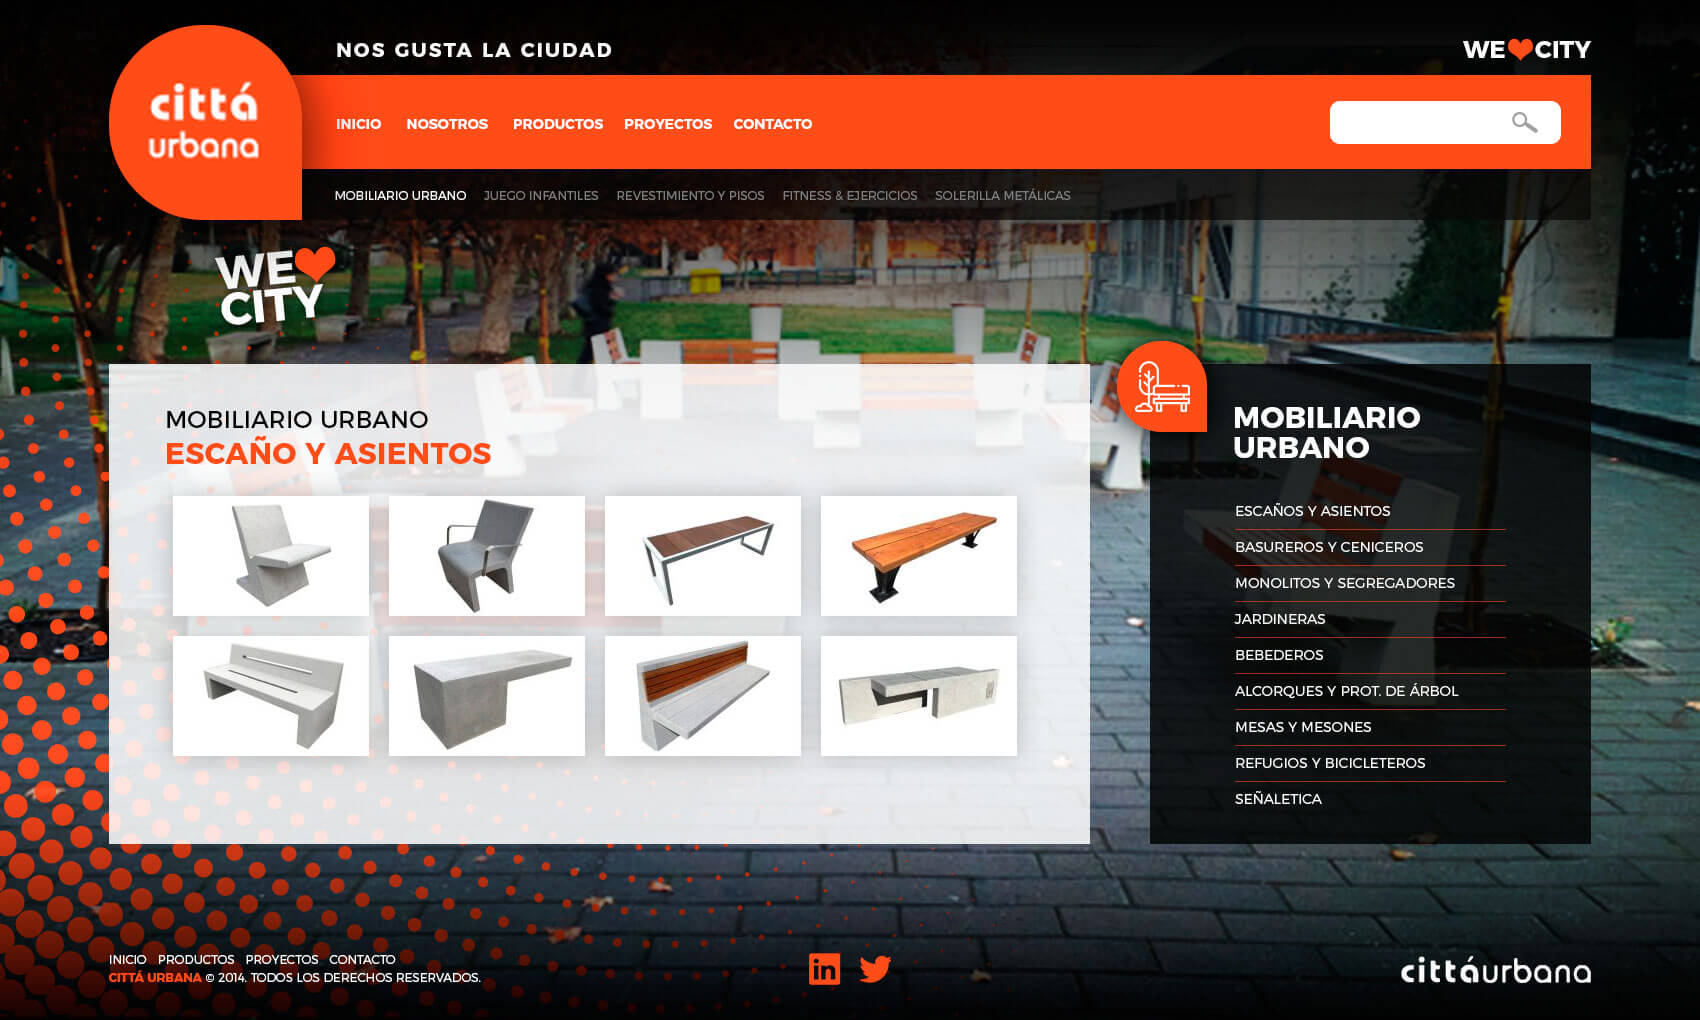 NOS GUSTA LA CIUDAD
WE CITY
cittá
urbana
INICIO NOSOTROS PRODUCTOS PROYECTOS CONTACTO
MOBILIARIO URBANO JUEGO INFANTILES REVESTIMIENTO Y PISOS FITNESS & EJERCICIOS SOLERILLA METÁLICAS
WE
CITY
MOBILIARIO URBANO
ESCAÑO Y ASIENTOS
MOBILIARIO
URBANO
ESCAÑOS Y ASIENTOS
BASUREROS Y CENICEROS
MONOLITOS Y SEGREGADORES
JARDINERAS
BEBEDEROS
ALCORQUES Y PROT. DE ÁRBOL
MESAS Y MESONES
REFUGIOS Y BICICLETEROS
SEÑALETICA
INICIO PRODUCTOS PROYECTOS CONTACTO
CITTÁ URBANA © 2014. TODOS LOS DERECHOS RESERVADOS.
in
cittáurbana